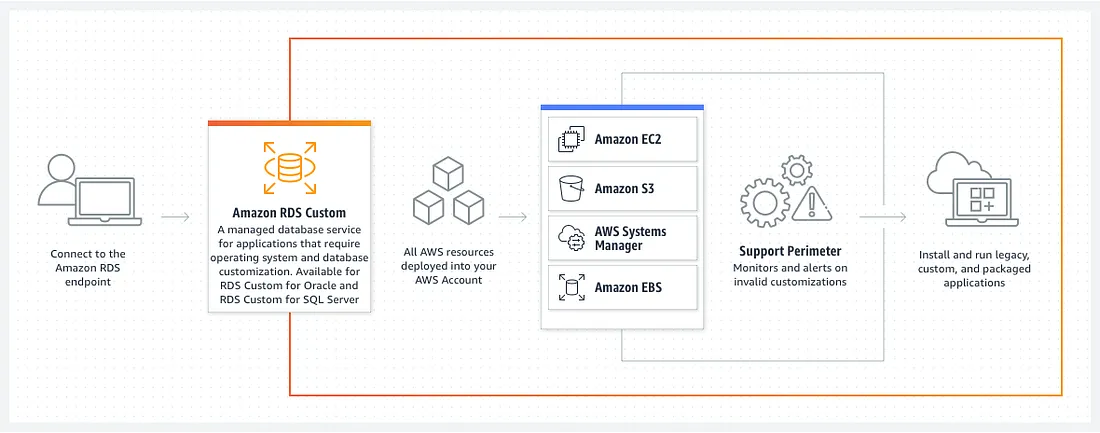 Connect to the
Amazon RDS
endpoint
Amazon RDS Custom
A managed database service
for applications that require
operating system and database
customization. Available for
RDS Custom for Oracle and
RDS Custom for SQL Server
All AWS resources
deployed into your
AWS Account
Amazon EC2
Amazon S3
AWS Systems
Manager
Amazon EBS
Support Perimeter
Monitors and alerts on
invalid customizations
Install and run legacy,
custom, and packaged
applications